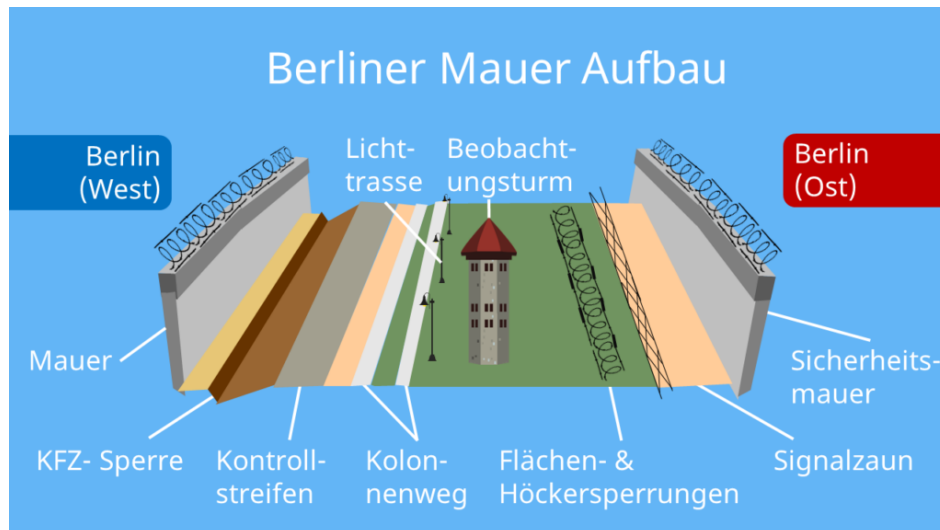 Berliner Mauer Aufbau
Berlin
(West)
Licht-
trasse
Beobacht-
ungsturm
Berlin
(Ost)
Mauer
Sicherheits-
mauer
KFZ- Sperre
Kontroll-
streifen
Kolon-
nenweg
Flächen- &
Höckersperrungen
Signalzaun